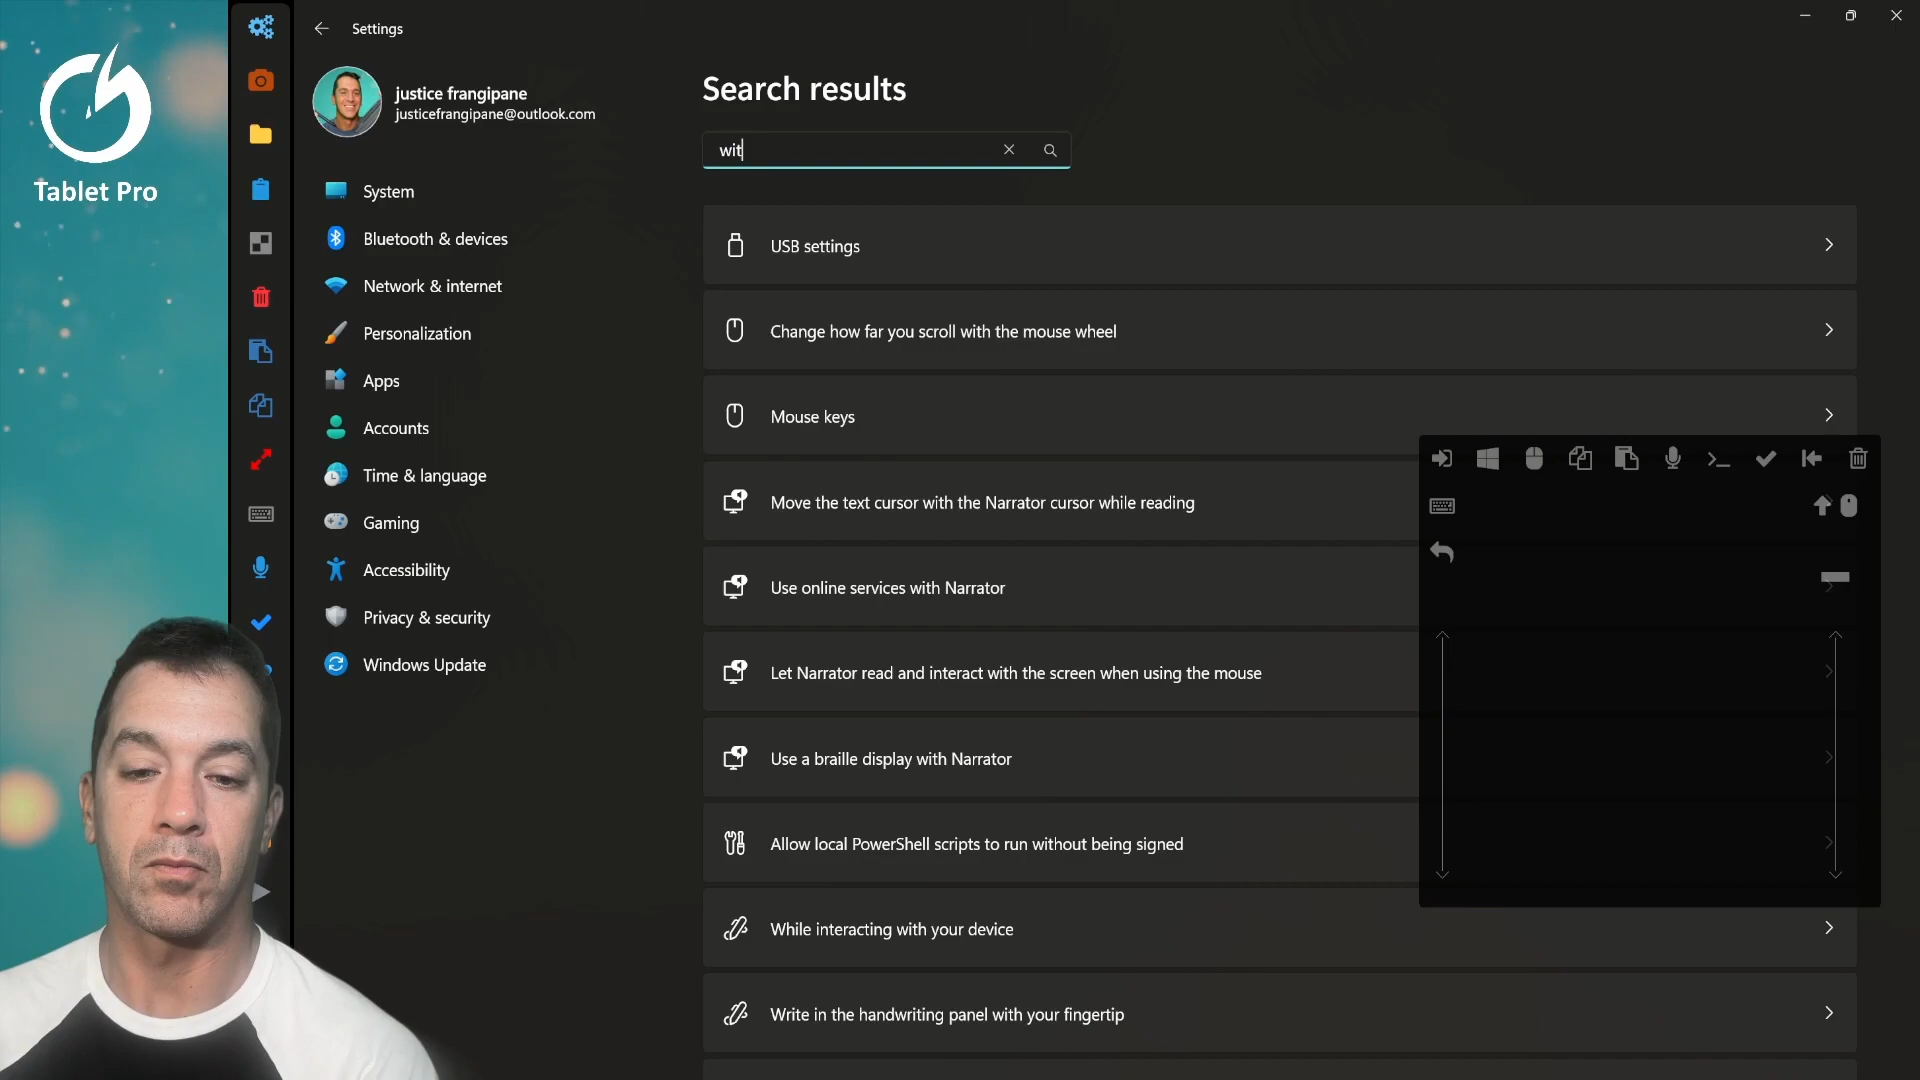 Tablet Pro
Settings
justice frangipane
justicefrangipane@outlook.com
System
Bluetooth & devices
Network & internet
Personalization
Apps
Accounts
Time & language
Gaming
Accessibility
Privacy & security
Windows Update
Search results
wit
USB settings
Change how far you scroll with the mouse wheel
Mouse keys
Move the text cursor with the Narrator cursor while reading
Use online services with Narrator
Let Narrator read and interact with the screen when using the mouse
Use a braille display with Narrator
Allow local PowerShell scripts to run without being signed
While interacting with your device
Write in the handwriting panel with your fingertip